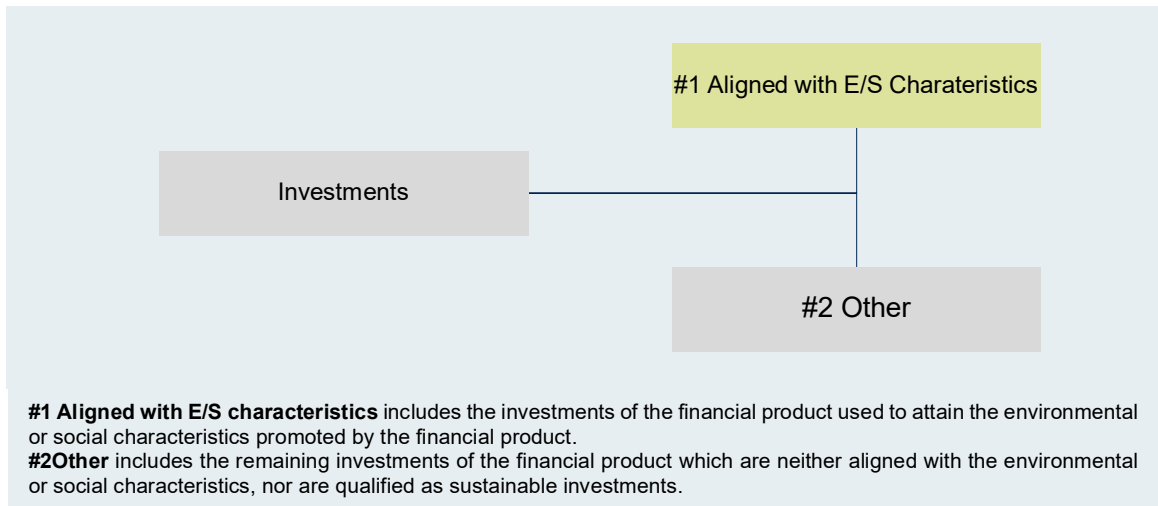 #1 Aligned with E/S Charateristics
Investments
#2 Other
#1 Aligned with E/S characteristics includes the investments of the financial product used to attain the environmental
or social characteristics promoted by the financial product.
#2Other includes the remaining investments of the financial product which are neither aligned with the environmental
or social characteristics, nor are qualified as sustainable investments.